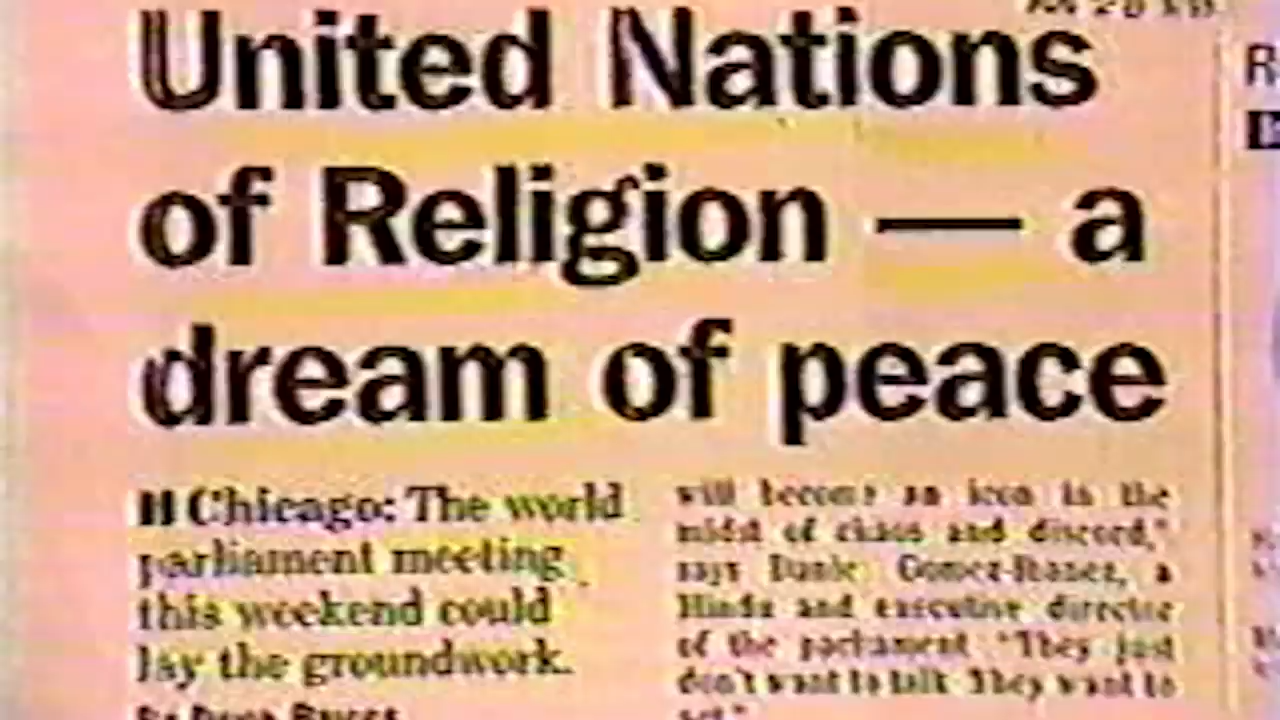 United Nations
of Religion — a
dream of peace
Chicago: The world
parliament meeting
this weekend could
lay the groundwork.
will become an icon in the
midst of chaos and discord,"
says Daniel Gomez-Ibanez, a
Hindu and executive director
of the parliament "They just
don't want to talk They want to
act."